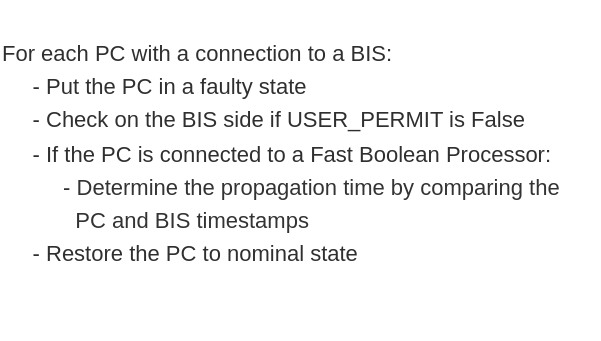 For each PC with a connection to a BIS:
- Put the PC in a faulty state
- Check on the BIS side if USER_PERMIT is False
- If the PC is connected to a Fast Boolean Processor:
- Determine the propagation time by comparing the
PC and BIS timestamps
- Restore the PC to nominal state